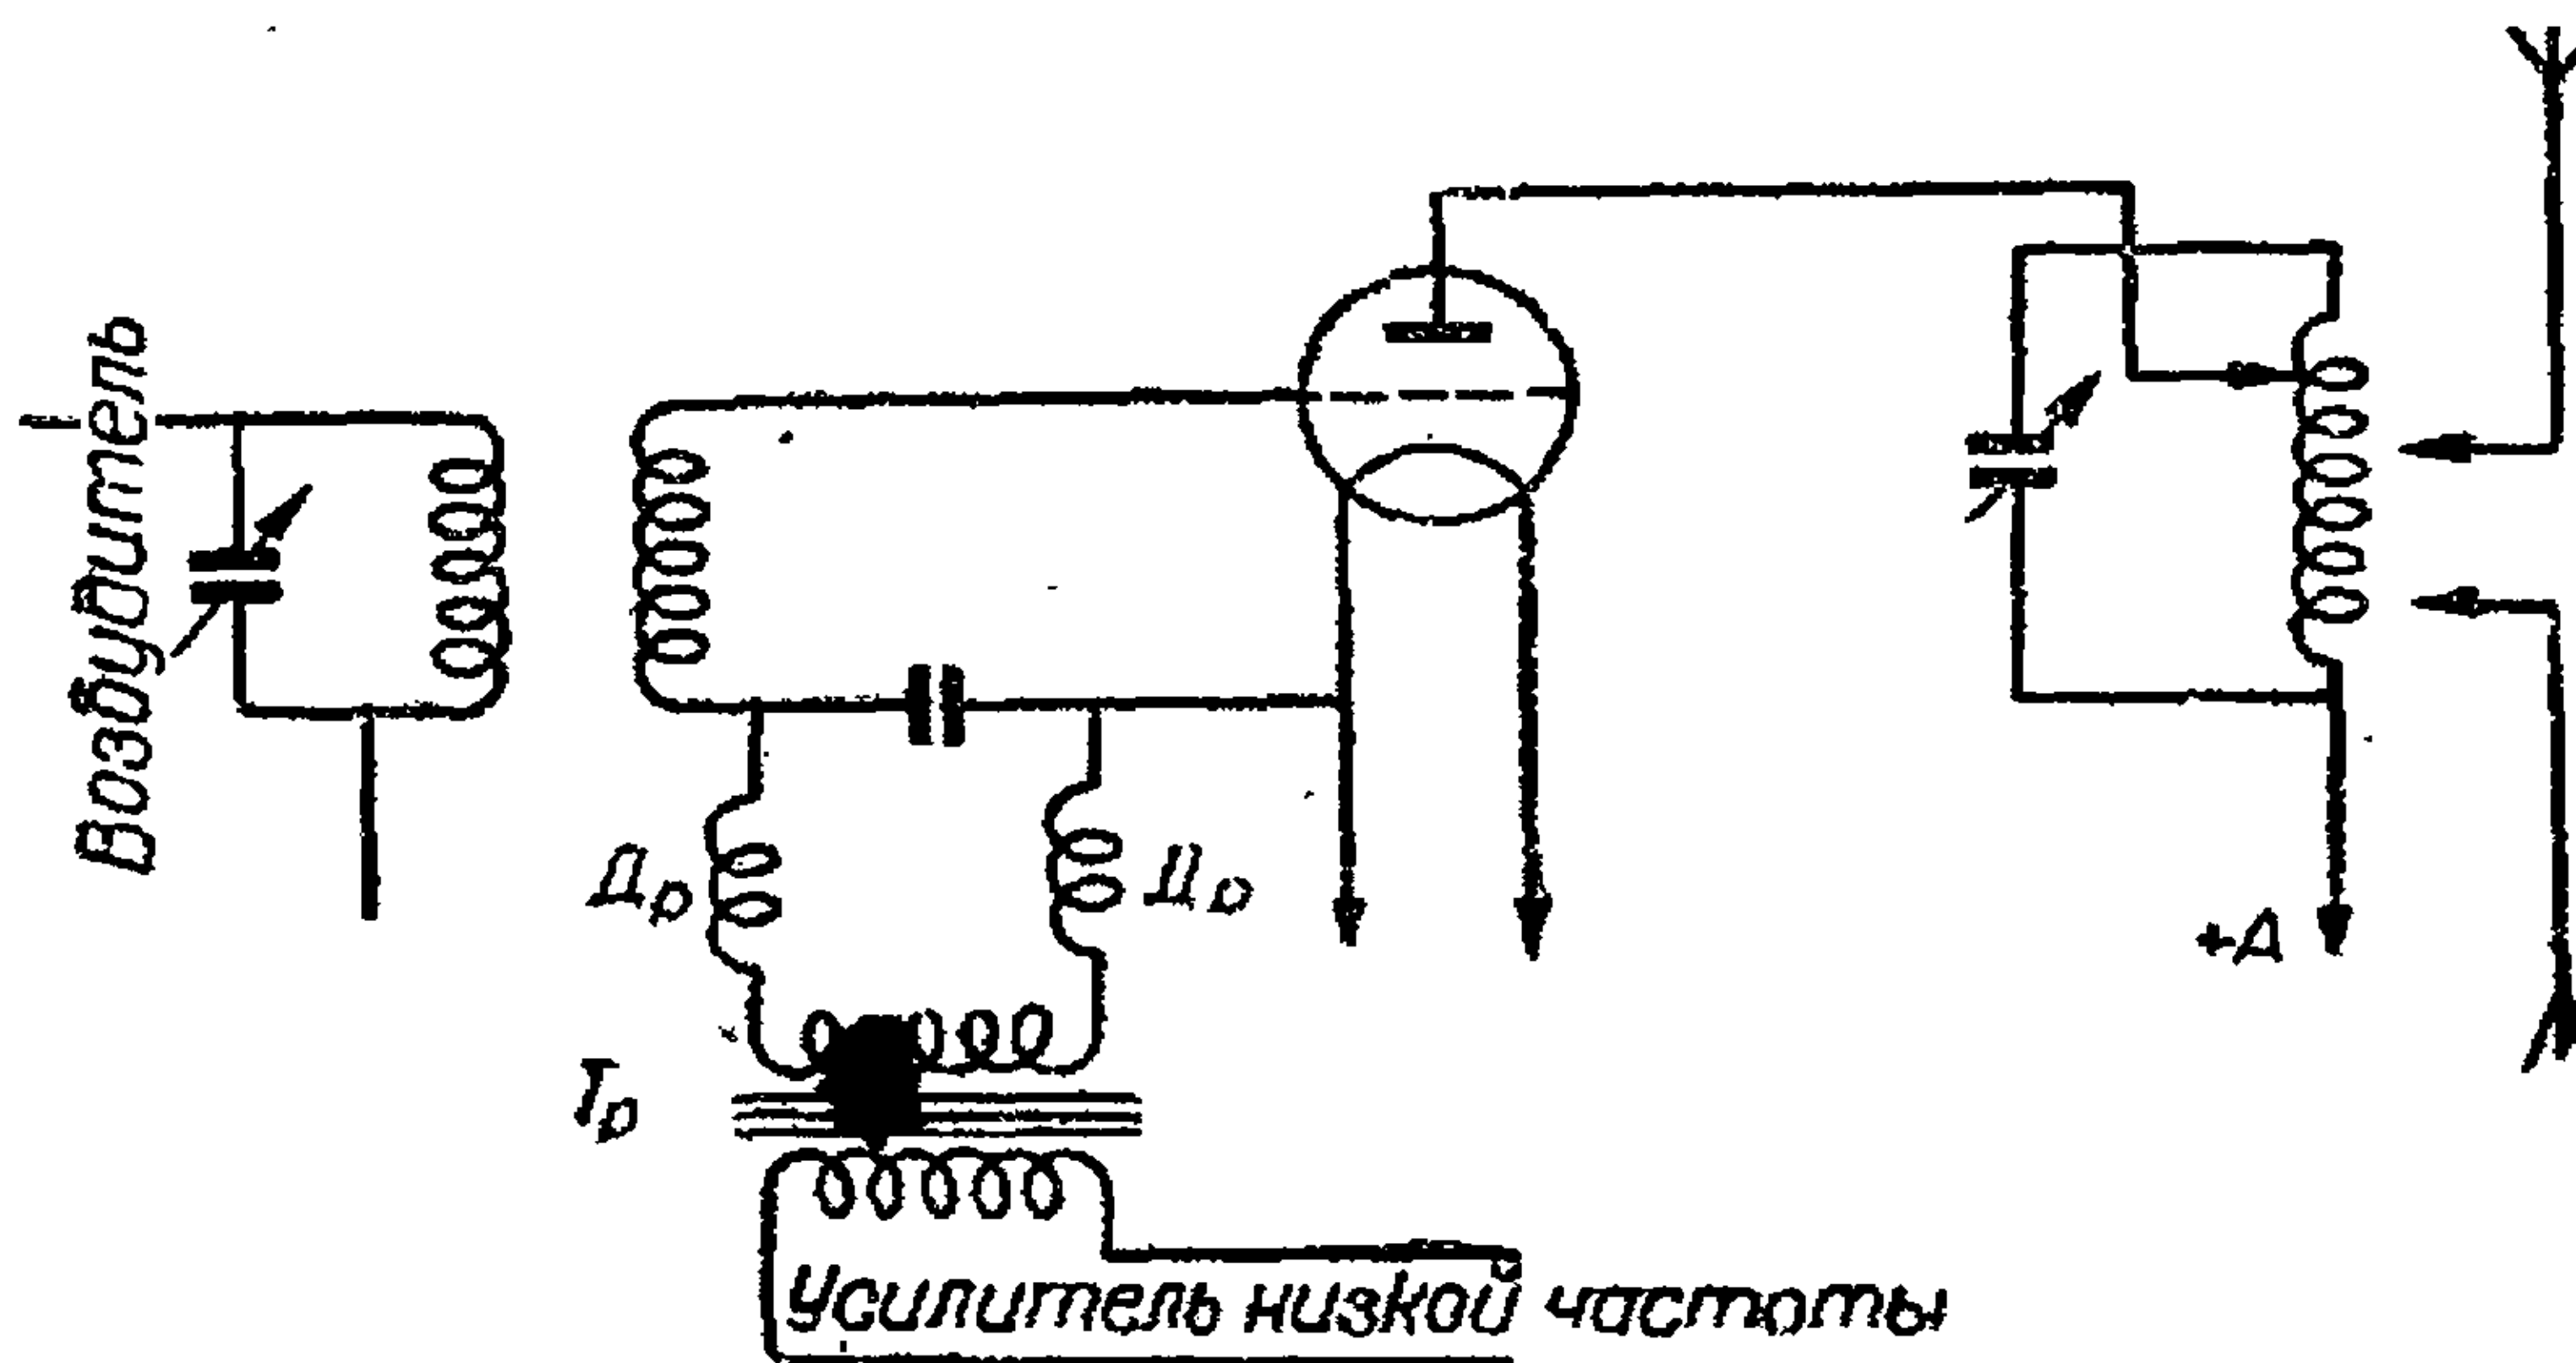 Возбудитель
Др
Др
+А
Тр
Усилитель низкой частоты